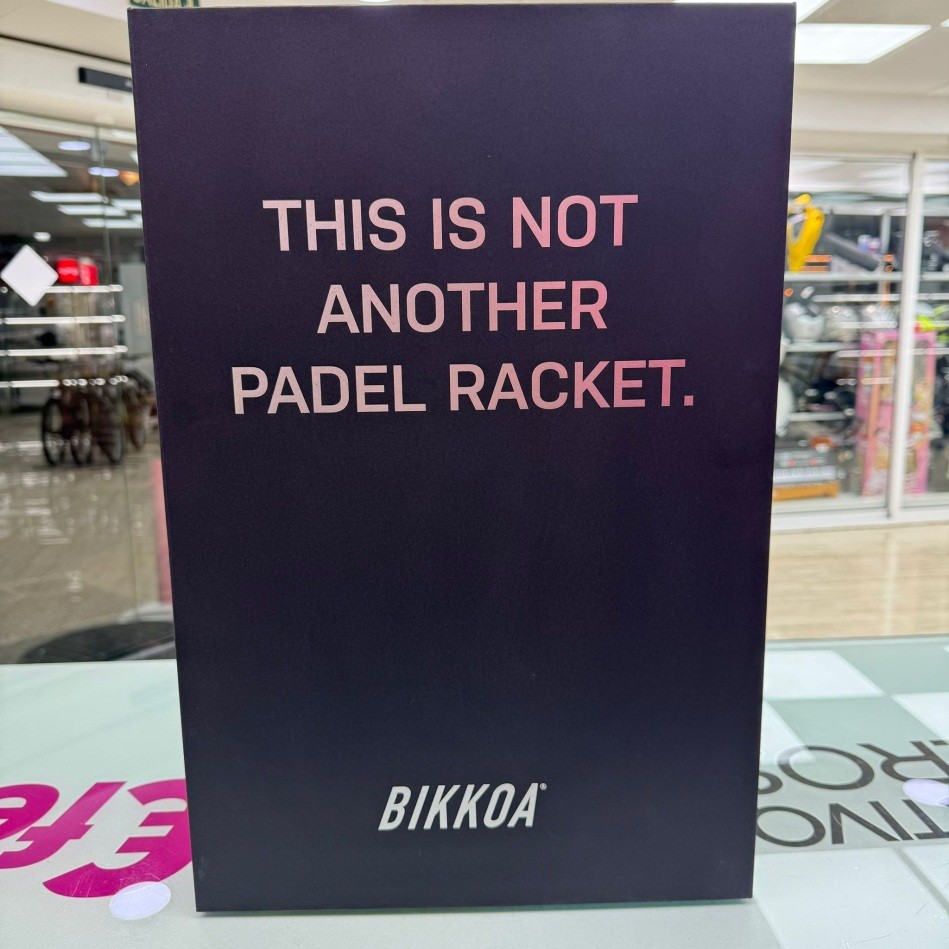 THIS IS NOT
ANOTHER
PADEL RACKET.
BIKKOA®